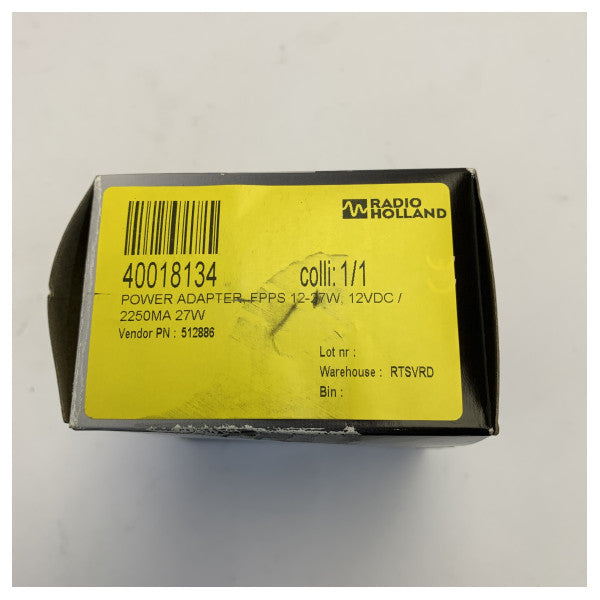 RADIO
HOLLAND
40018134
colli: 1/1
POWER ADAPTER, FPPS 12-27W, 12VDC /
2250MA 27W
Vendor PN : 512886
Lot nr :
Warehouse : RTSVRD
Bin :